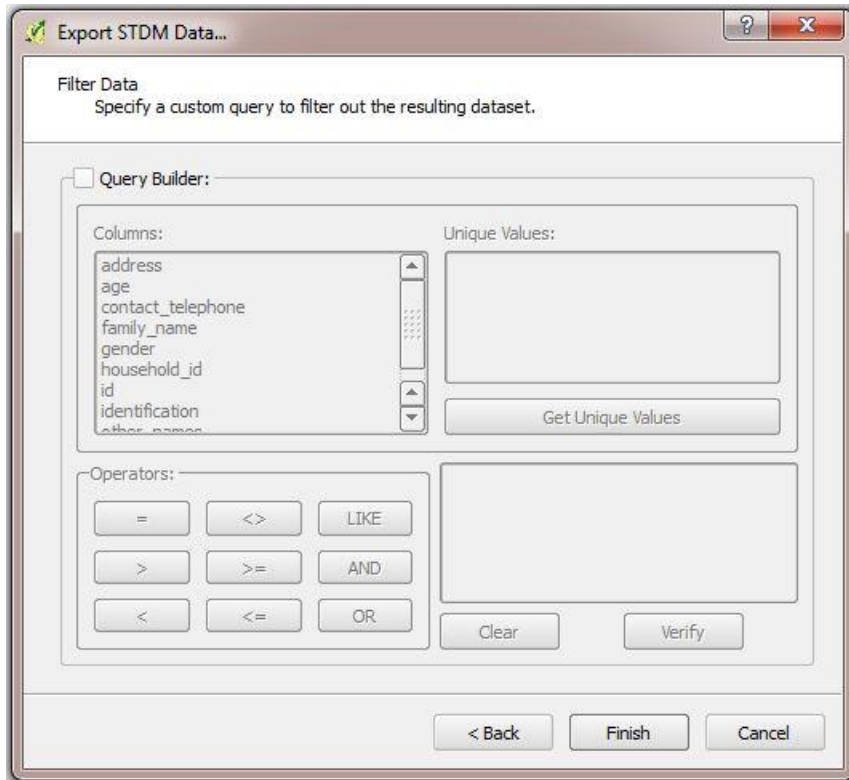 Export STDM Data...
Filter Data
Specify a custom query to filter out the resulting dataset.
Query Builder:
Columns:
address
age
contact_telephone
family_name
gender
household_id
id
identification
other_names
Unique Values:
Get Unique Values
Operators:
= <> LIKE
> >= AND
< <= OR
Clear Verify
< Back Finish Cancel